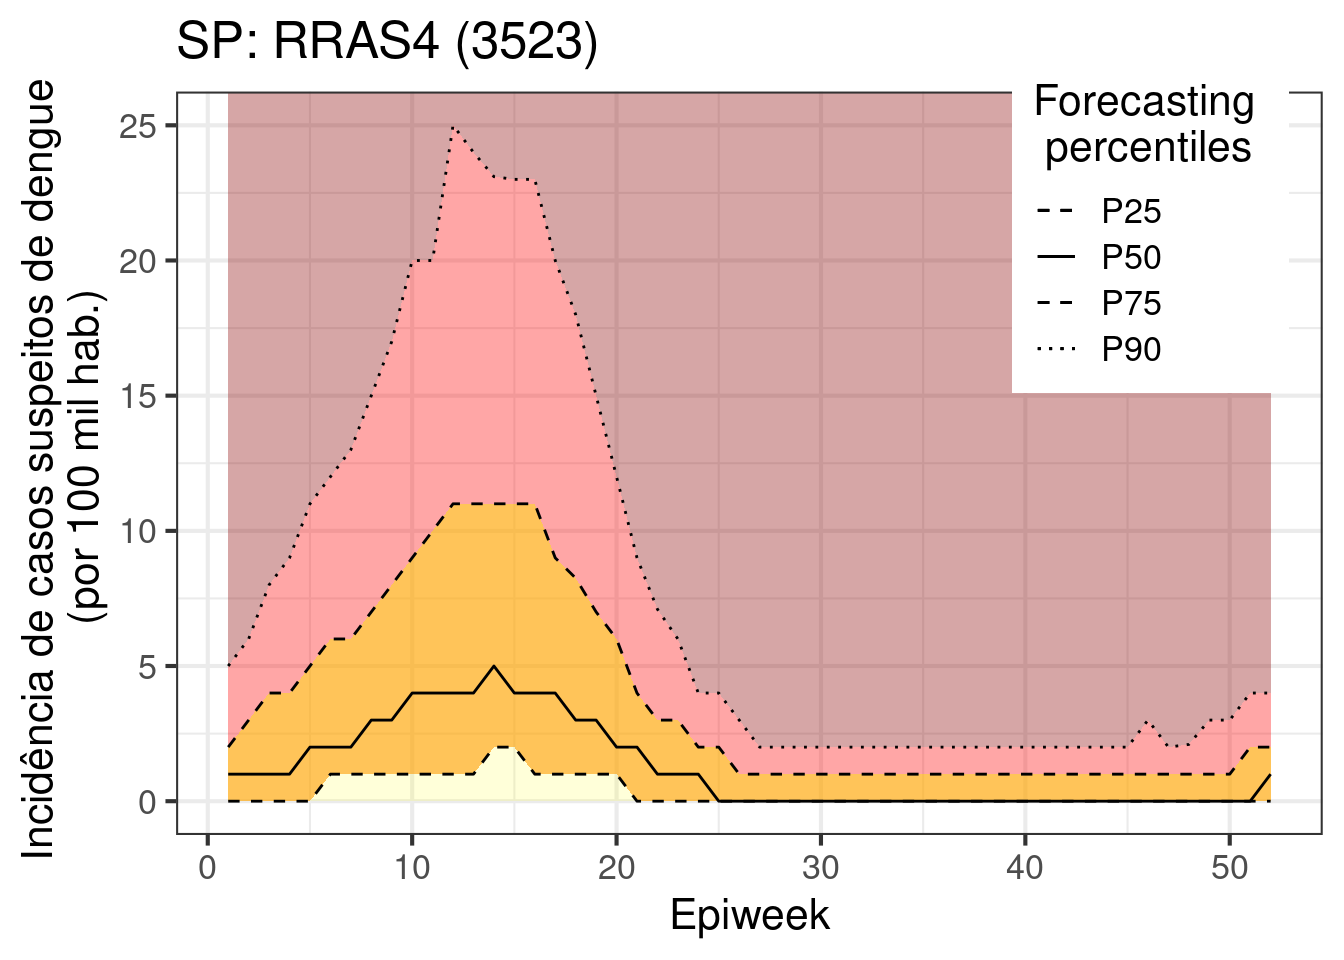 SP: RRAS4 (3523)
Incidência de casos suspeitos de dengue
(por 100 mil hab.)
25
20
15
10
5
0
Forecasting
percentiles
P25
P50
P75
P90
0 10 20 30 40 50
Epiweek